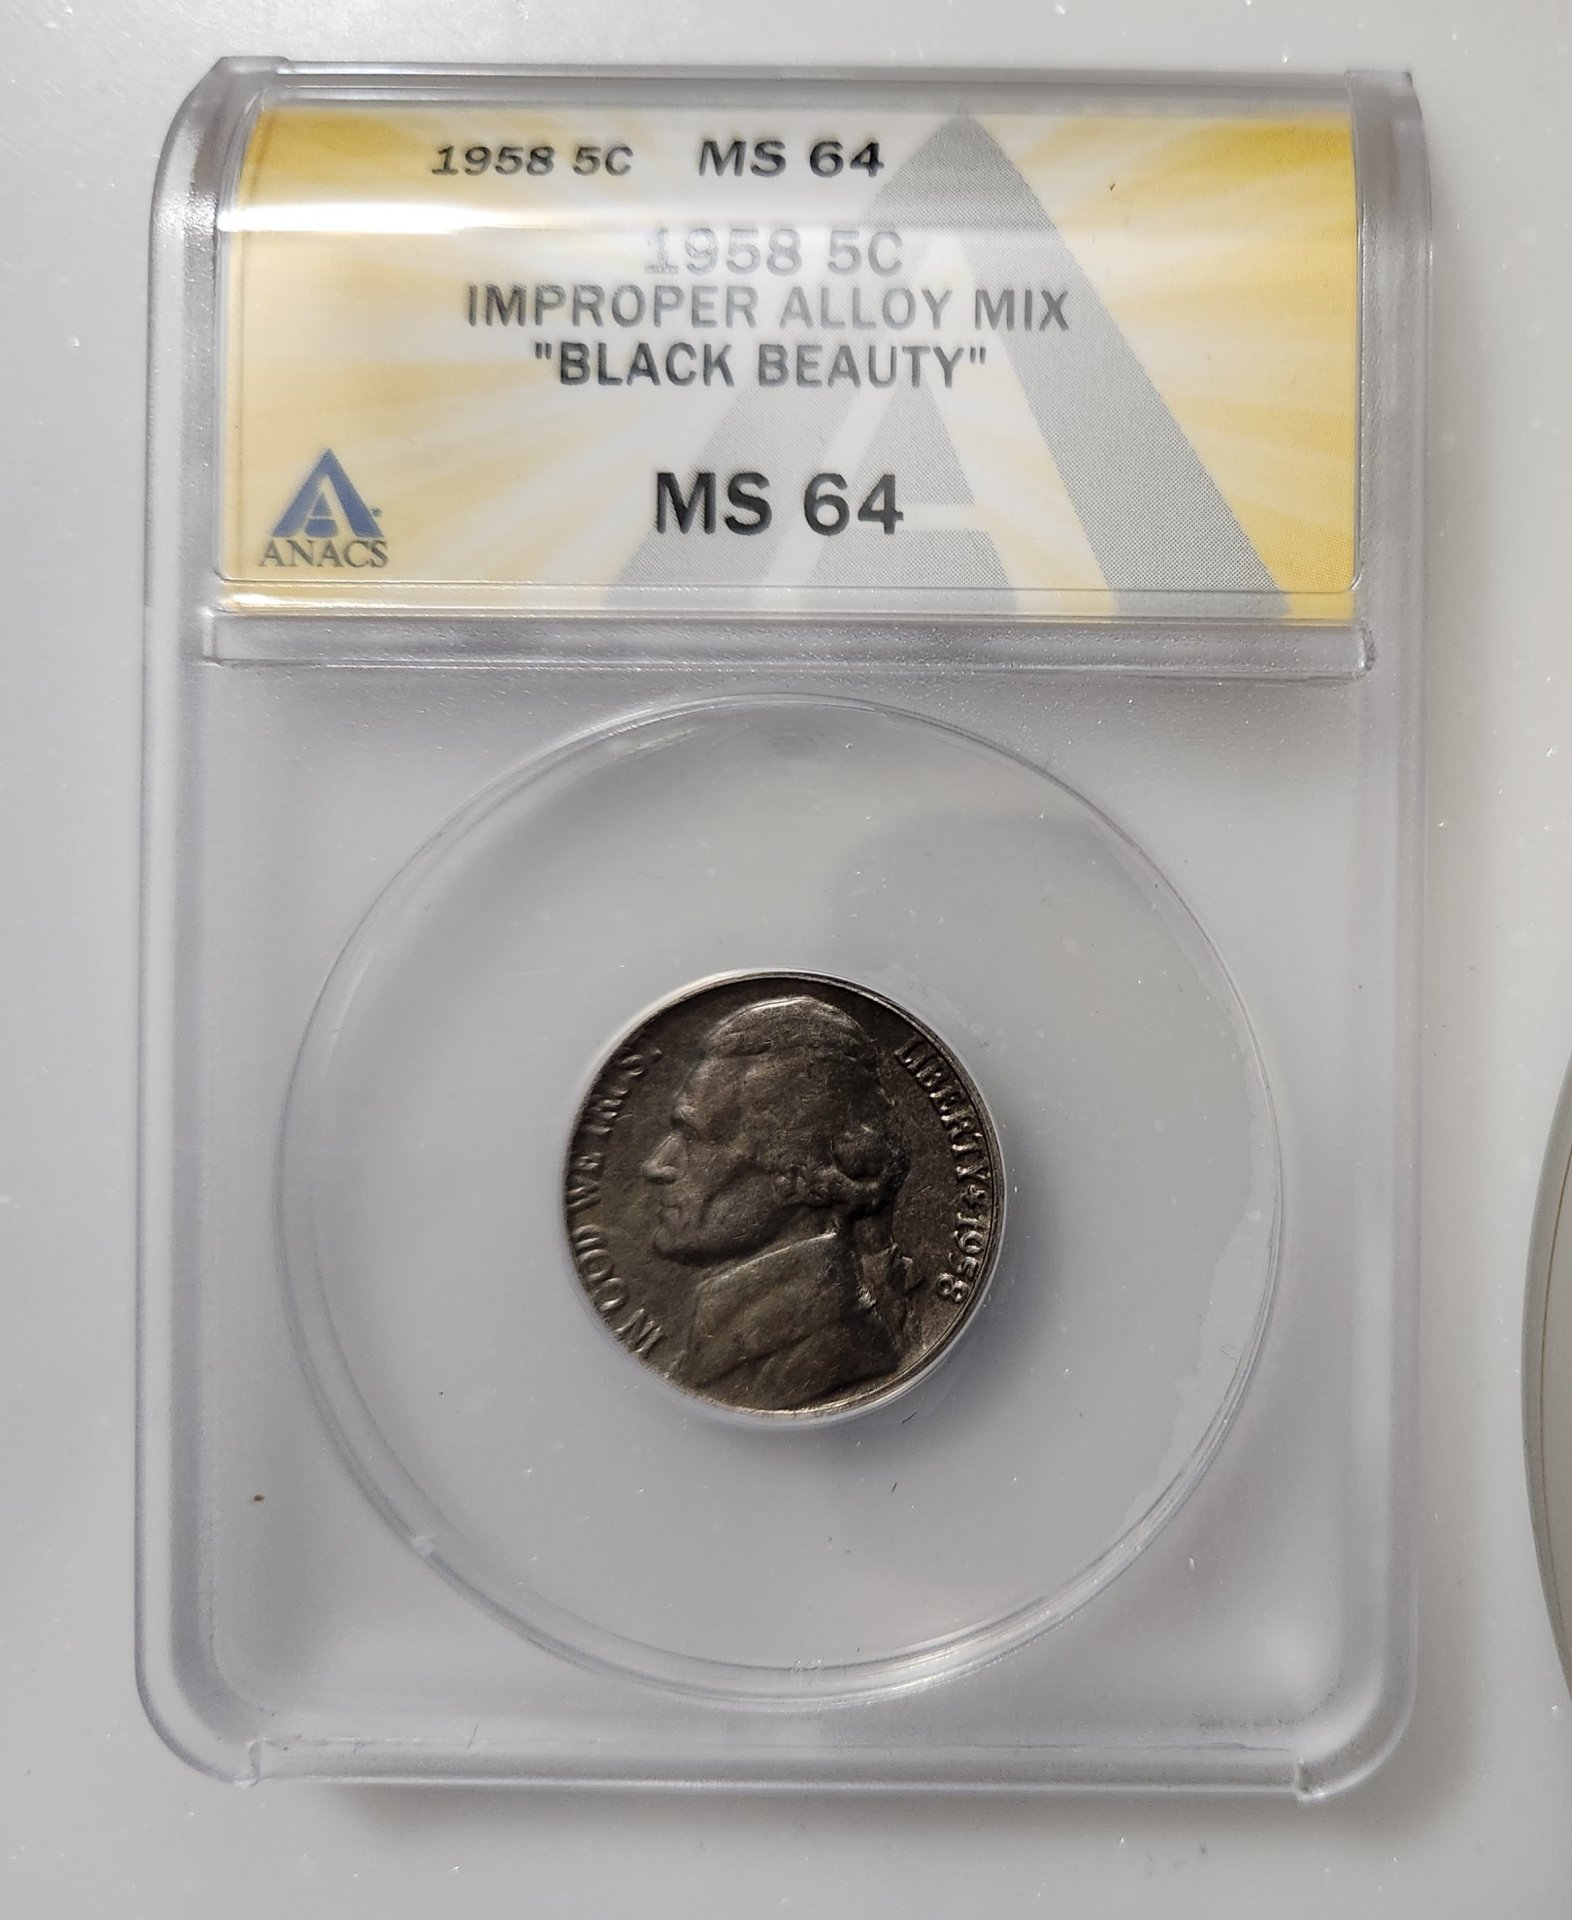 1958 5C MS 64
1958 5C
IMPROPER ALLOY MIX
"BLACK BEAUTY"
MS 64
ANACS
IN GOD WE TRUST
LIBERTY 1958